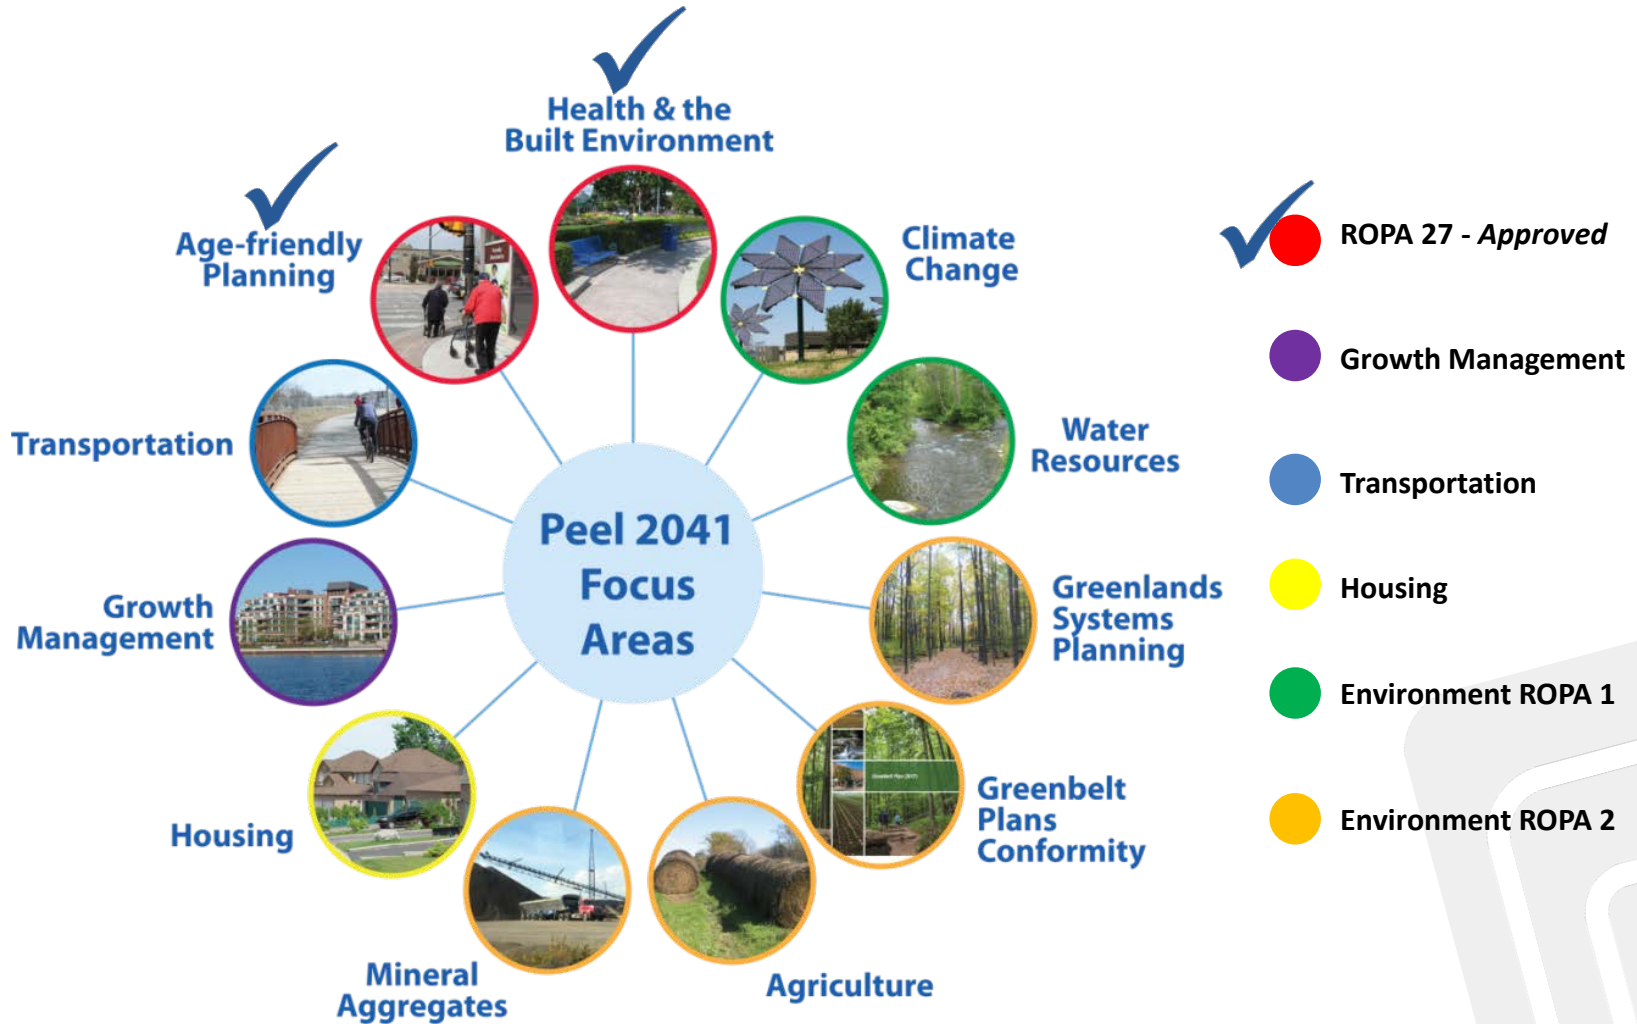 Health & the
Built Environment
Age-friendly
Planning
Climate
Change
Transportation
Water
Resources
Peel 2041
Focus
Areas
Growth
Management
Greenlands
Systems
Planning
Housing
Greenbelt
Plans
Conformity
Mineral
Aggregates
Agriculture
ROPA 27 - Approved
Growth Management
Transportation
Housing
Environment ROPA 1
Environment ROPA 2